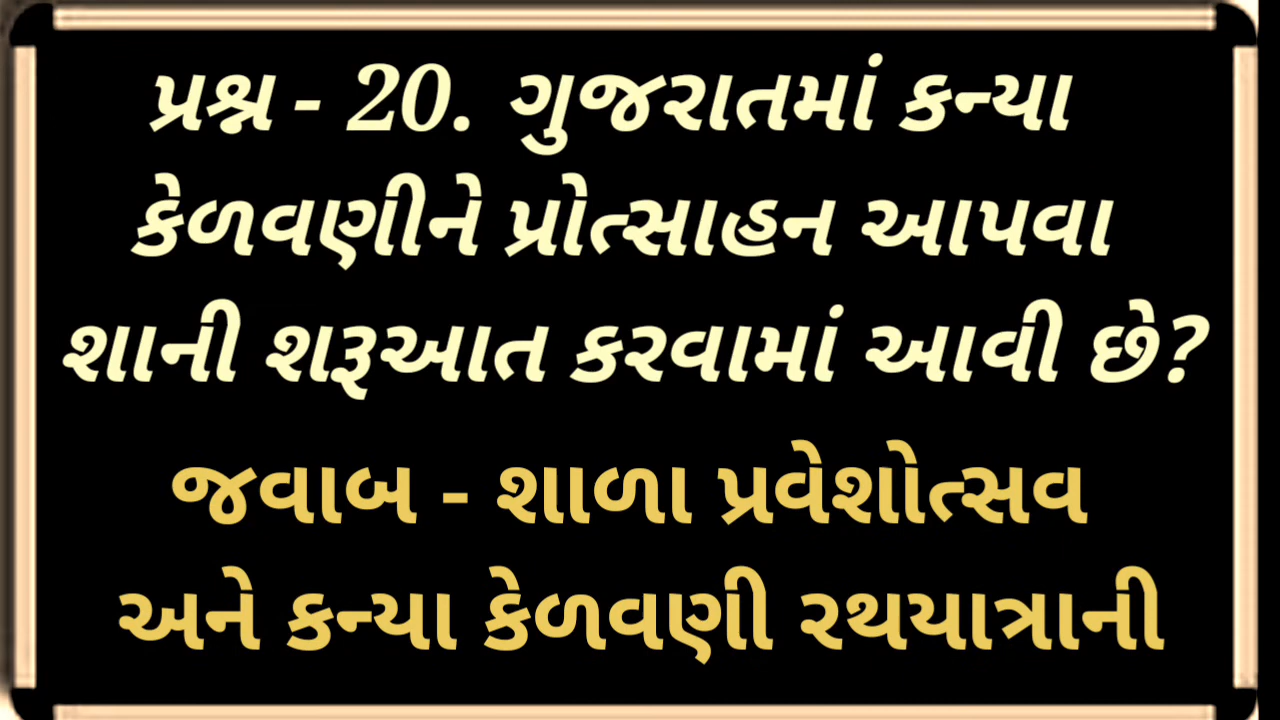 પ્રશ્ન - 20. ગુજરાતમાં કન્યા
કેળવણીને પ્રોત્સાહન આપવા
શાની શરૂઆત કરવામાં આવી છે?
જવાબ - શાળા પ્રવેશોત્સવ
અને કન્યા કેળવણી રથયાત્રાની